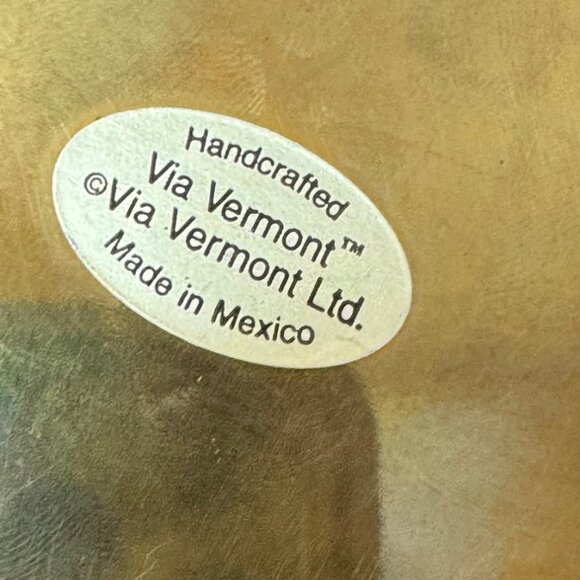 Handcrafted
Via Vermont™
©Via Vermont Ltd.
Made in Mexico